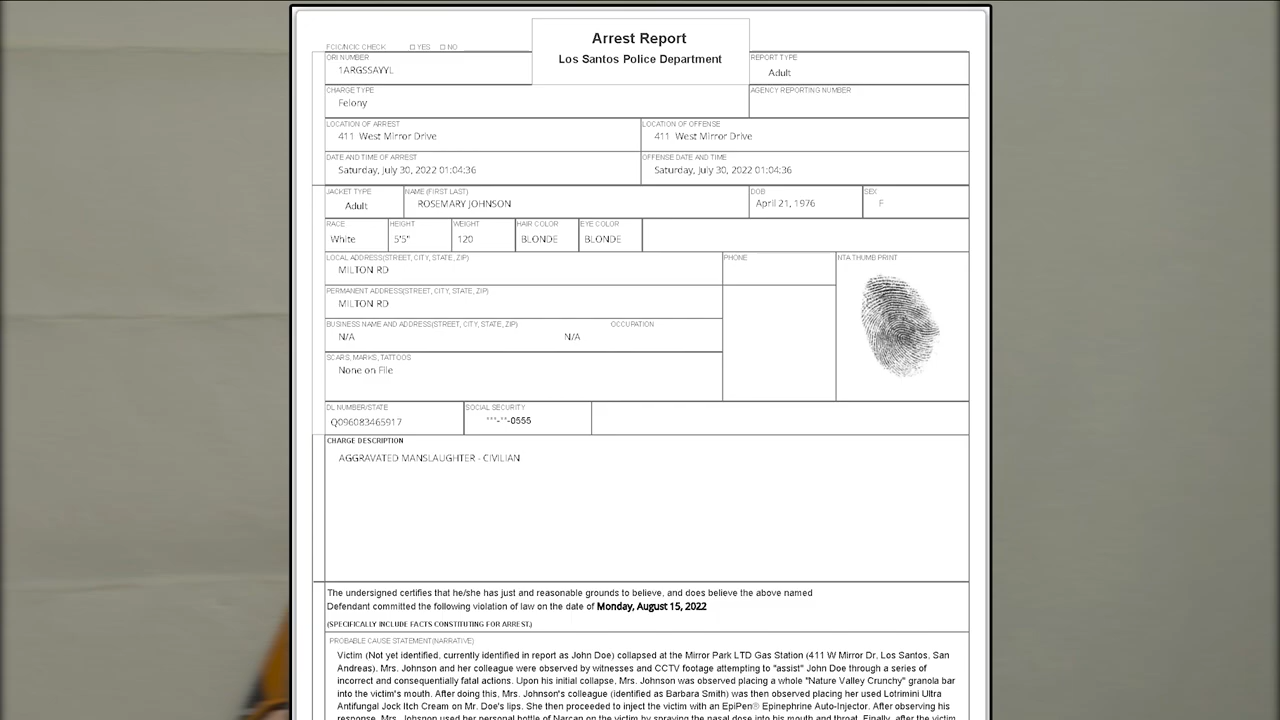 Arrest Report
Los Santos Police Department
FCIC/NCIC CHECK YES NO
ORI NUMBER
1ARGSSAYYL
REPORT TYPE
Adult
CHARGE TYPE
Felony
AGENCY REPORTING NUMBER
LOCATION OF ARREST
411 West Mirror Drive
LOCATION OF OFFENSE
411 West Mirror Drive
DATE AND TIME OF ARREST
Saturday, July 30, 2022 01:04:36
OFFENSE DATE AND TIME
Saturday, July 30, 2022 01:04:36
JACKET TYPE
Adult
NAME (FIRST LAST)
ROSEMARY JOHNSON
DOB
April 21, 1976
SEX
F
RACE
White
HEIGHT
5'5"
WEIGHT
120
HAIR COLOR
BLONDE
EYE COLOR
BLONDE
LOCAL ADDRESS(STREET, CITY, STATE, ZIP)
MILTON RD
PHONE
NTA THUMB PRINT
PERMANENT ADDRESS(STREET, CITY, STATE, ZIP)
MILTON RD
BUSINESS NAME AND ADDRESS(STREET, CITY, STATE, ZIP)
N/A
OCCUPATION
N/A
SCARS, MARKS, TATTOOS
None on File
DL NUMBER/STATE
Q096083465917
SOCIAL SECURITY
***-**-0555
CHARGE DESCRIPTION
AGGRAVATED MANSLAUGHTER - CIVILIAN
The undersigned certifies that he/she has just and reasonable grounds to believe, and does believe the above named
Defendant committed the following violation of law on the date of Monday, August 15, 2022
(SPECIFICALLY INCLUDE FACTS CONSTITUTING FOR ARREST.)
PROBABLE CAUSE STATEMENT(NARRATIVE)
Victim (Not yet identified, currently identified in report as John Doe) collapsed at the Mirror Park LTD Gas Station (411 W Mirror Dr, Los Santos, San
Andreas). Mrs. Johnson and her colleague were observed by witnesses and CCTV footage attempting to "assist" John Doe through a series of
incorrect and consequentially fatal actions. Upon his initial collapse, Mrs. Johnson was observed placing a whole "Nature Valley Crunchy" granola bar
into the victim's mouth. After doing this, Mrs. Johnson's colleague (identified as Barbara Smith) was then observed placing her used Lotrimini Ultra
Antifungal Jock Itch Cream on Mr. Doe's lips. She then proceeded to inject the victim with an EpiPen® Epinephrine Auto-Injector. After observing his
response, Mrs. Johnson used her personal bottle of Narcan on the victim by spraying the nasal dose into his mouth and throat. Finally, after the victim